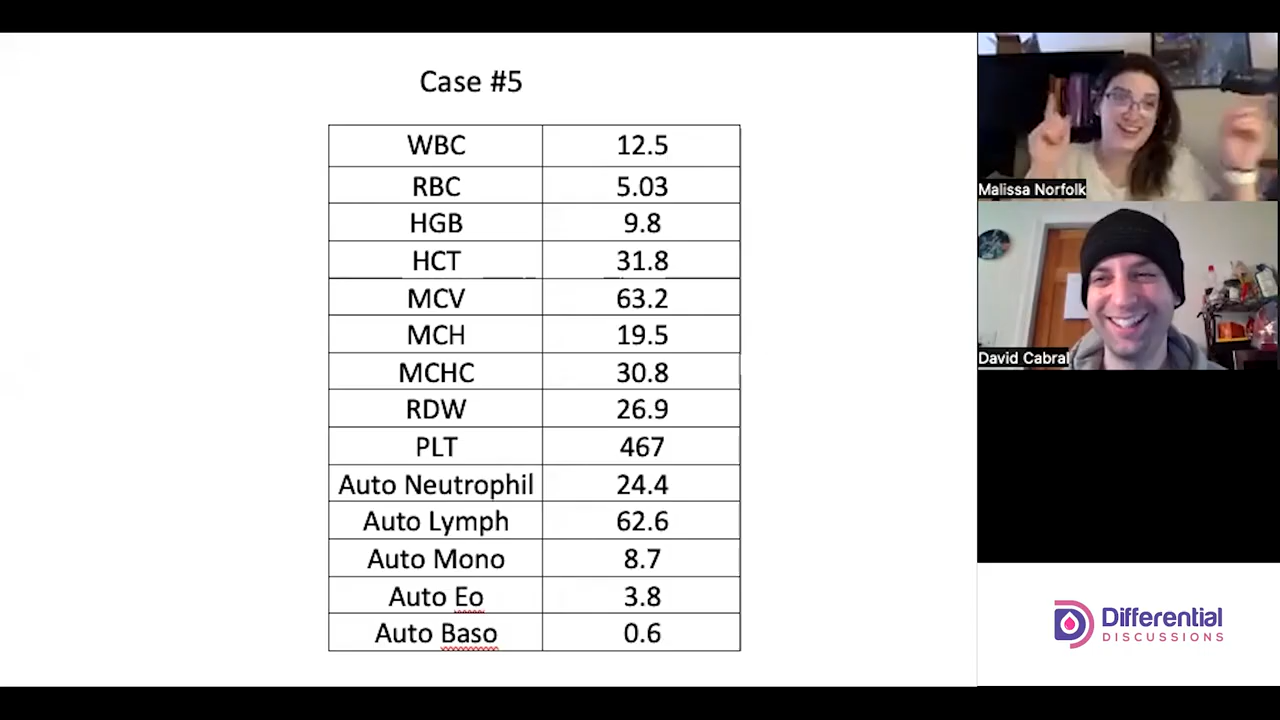 Case #5
WBC 12.5
RBC 5.03
HGB 9.8
HCT 31.8
MCV 63.2
MCH 19.5
MCHC 30.8
RDW 26.9
PLT 467
Auto Neutrophil 24.4
Auto Lymph 62.6
Auto Mono 8.7
Auto Eo 3.8
Auto Baso 0.6
Malissa Norfolk
David Cabral
Differential
DISCUSSIONS